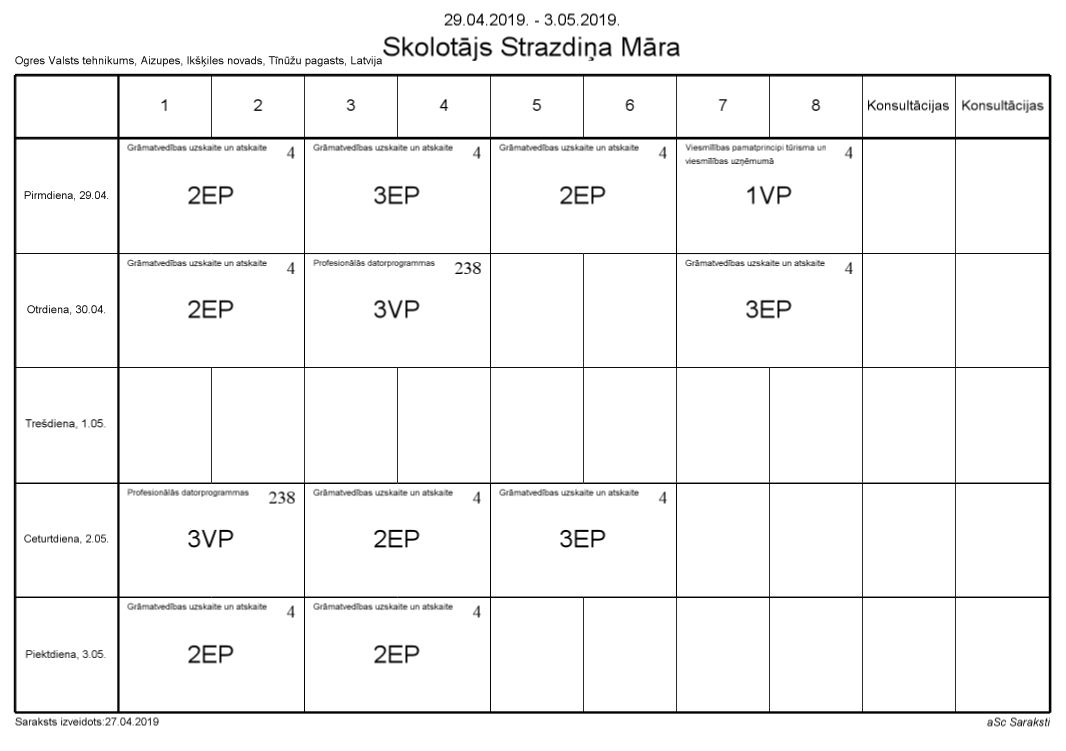 29.04.2019. - 3.05.2019.
Skolotājs Strazdiņa Māra
Ogres Valsts tehnikums, Aizupes, Ikšķiles novads, Tīnūžu pagasts, Latvija
1 2 3 4 5 6 7 8 Konsultācijas Konsultācijas
Pirmdiena, 29.04.
Grāmatvedības uzskaite un atskaite 4
2EP
Grāmatvedības uzskaite un atskaite 4
3EP
Grāmatvedības uzskaite un atskaite 4
2EP
Viesmīlības pamatprincipi tūrisma un 4
viesmīlības uzņēmumā
1VP
Otrdiena, 30.04.
Grāmatvedības uzskaite un atskaite 4
2EP
Profesionālās datorprogrammas 238
3VP
Grāmatvedības uzskaite un atskaite 4
3EP
Trešdiena, 1.05.
Ceturtdiena, 2.05.
Profesionālās datorprogrammas 238
3VP
Grāmatvedības uzskaite un atskaite 4
2EP
Grāmatvedības uzskaite un atskaite 4
3EP
Piektdiena, 3.05.
Grāmatvedības uzskaite un atskaite 4
2EP
Grāmatvedības uzskaite un atskaite 4
2EP
Saraksts izveidots:27.04.2019
aSc Saraksti